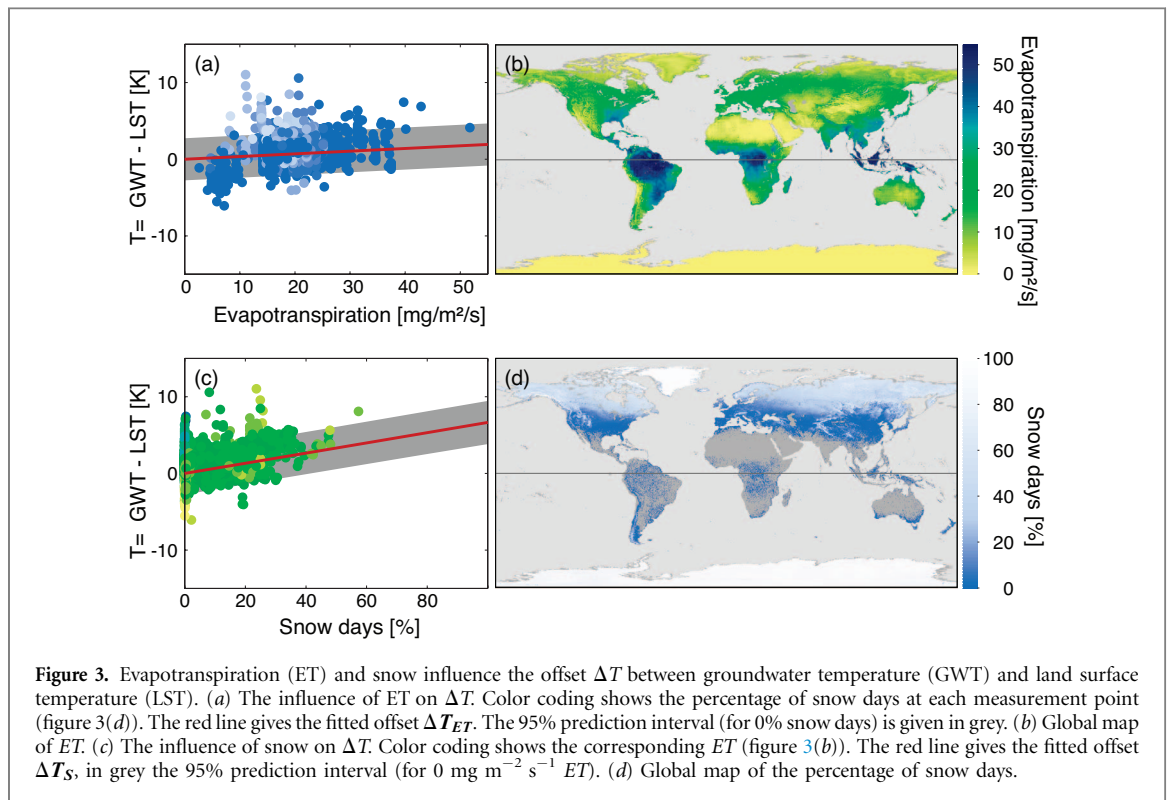 (a)
10
0
-10
T= GWT - LST [K]
0 10 20 30 40 50
Evapotranspiration [mg/m²/s]
(b)
50
40
30
20
10
0
Evapotranspiration [mg/m²/s]
(c)
10
0
-10
T= GWT - LST [K]
0 20 40 60 80
Snow days [%]
(d)
100
80
60
40
20
0
Snow days [%]
Figure 3. Evapotranspiration (ET) and snow influence the offset ΔT between groundwater temperature (GWT) and land surface
temperature (LST). (a) The influence of ET on ΔT. Color coding shows the percentage of snow days at each measurement point
(figure 3(d)). The red line gives the fitted offset ΔT_ET. The 95% prediction interval (for 0% snow days) is given in grey. (b) Global map
of ET. (c) The influence of snow on ΔT. Color coding shows the corresponding ET (figure 3(b)). The red line gives the fitted offset
ΔT_S, in grey the 95% prediction interval (for 0 mg m⁻² s⁻¹ ET). (d) Global map of the percentage of snow days.